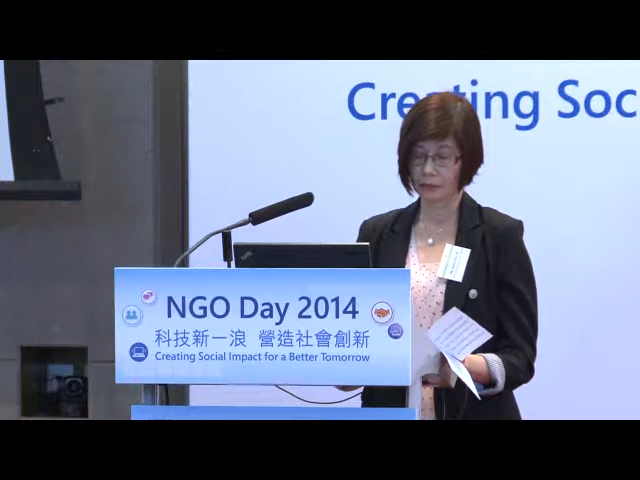 Creating Soc
NGO Day 2014
科技新一浪 營造社會創新
Creating Social Impact for a Better Tomorrow